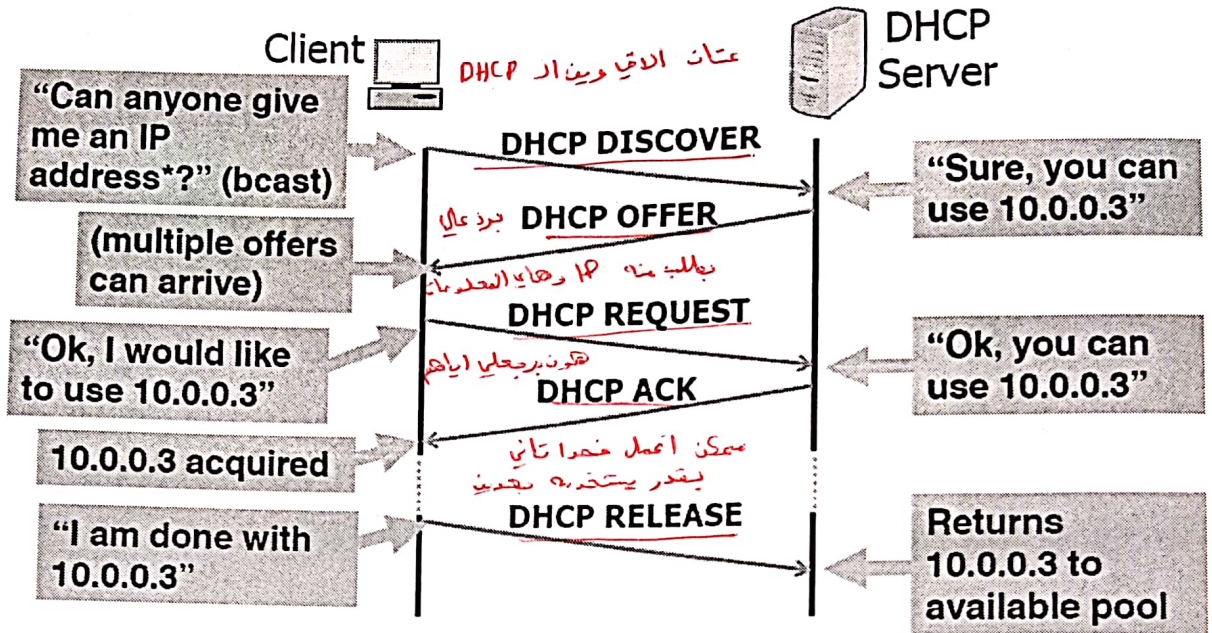 Client
DHCP
Server
عشان الاقي وين ال DHCP
“Can anyone give
me an IP
address*?” (bcast)
DHCP DISCOVER
“Sure, you can
use 10.0.0.3”
برد علي
DHCP OFFER
(multiple offers
can arrive)
بطلب منه IP وهاي المعلومات
DHCP REQUEST
“Ok, I would like
to use 10.0.0.3”
“Ok, you can
use 10.0.0.3”
هون برجعلي اياهم
DHCP ACK
10.0.0.3 acquired
ممكن تاني
بقدر يستخدمه بعدين
DHCP RELEASE
“I am done with
10.0.0.3”
Returns
10.0.0.3 to
available pool